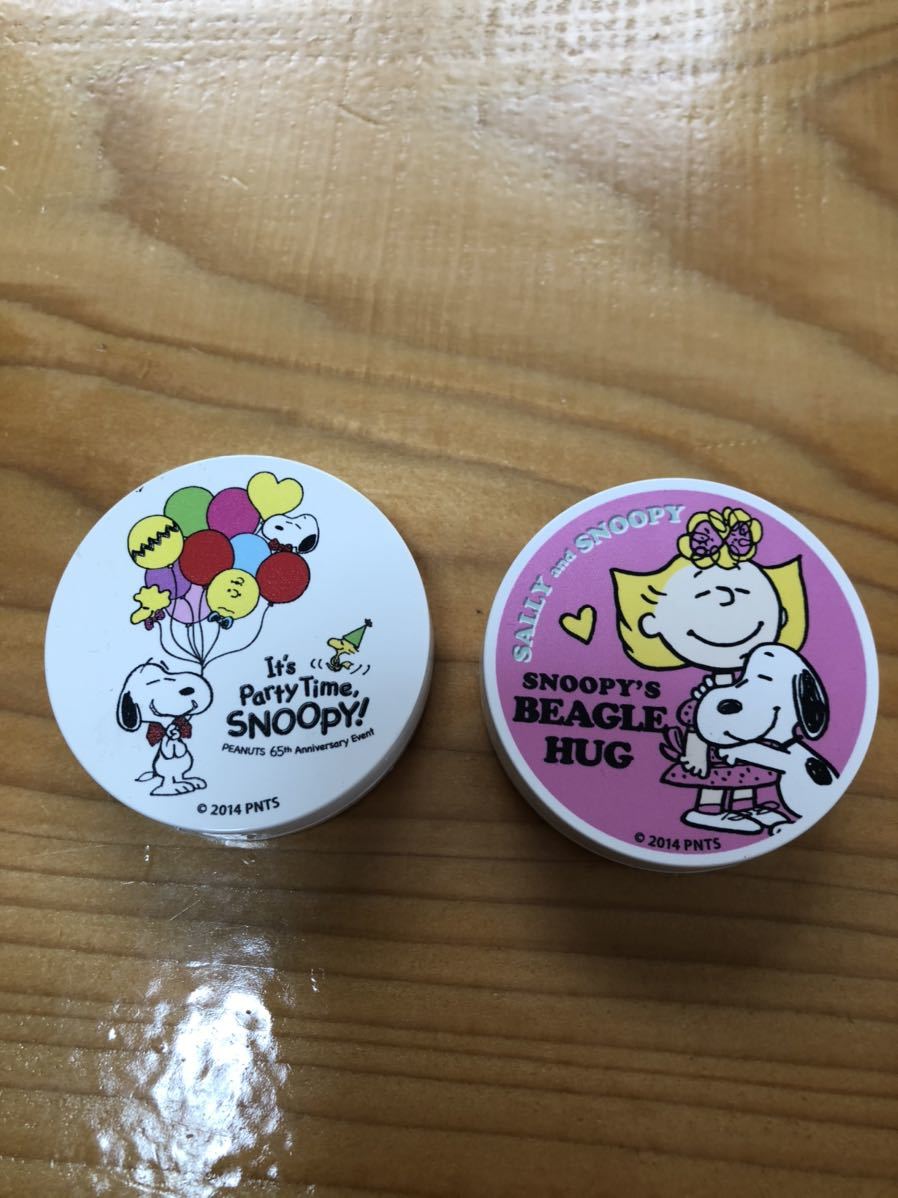 It's
Party Time,
SNOOPY!
PEANUTS 65th Anniversary Event
© 2014 PNTS
SALLY and SNOOPY
SNOOPY'S
BEAGLE
HUG
© 2014 PNTS